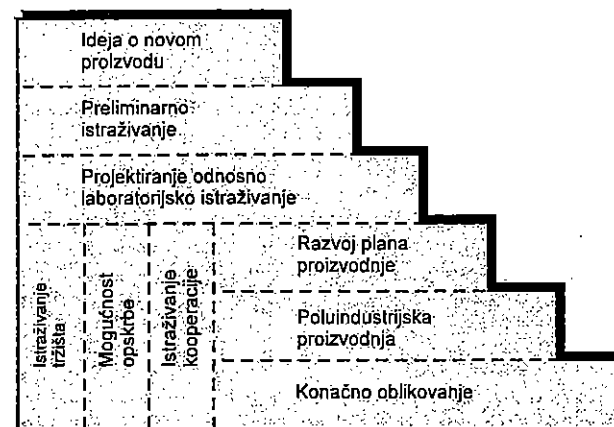 Ideja o novom
proizvodu
Preliminarno
istraživanje
Projektiranje odnosno
laboratorijsko istraživanje
Istraživanje
tržišta
Mogućnost
opskrbe
Istraživanje
kooperacije
Razvoj plana
proizvodnje
Poluindustrijska
proizvodnja
Konačno oblikovanje